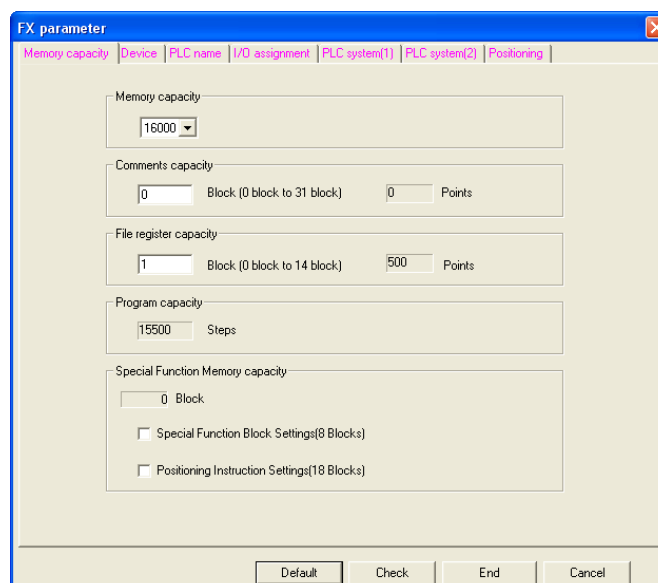 FX parameter
Memory capacity Device PLC name I/O assignment PLC system(1) PLC system(2) Positioning
Memory capacity
16000
Comments capacity
0 Block (0 block to 31 block) 0 Points
File register capacity
1 Block (0 block to 14 block) 500 Points
Program capacity
15500 Steps
Special Function Memory capacity
0 Block
Special Function Block Settings(8 Blocks)
Positioning Instruction Settings(18 Blocks)
Default Check End Cancel